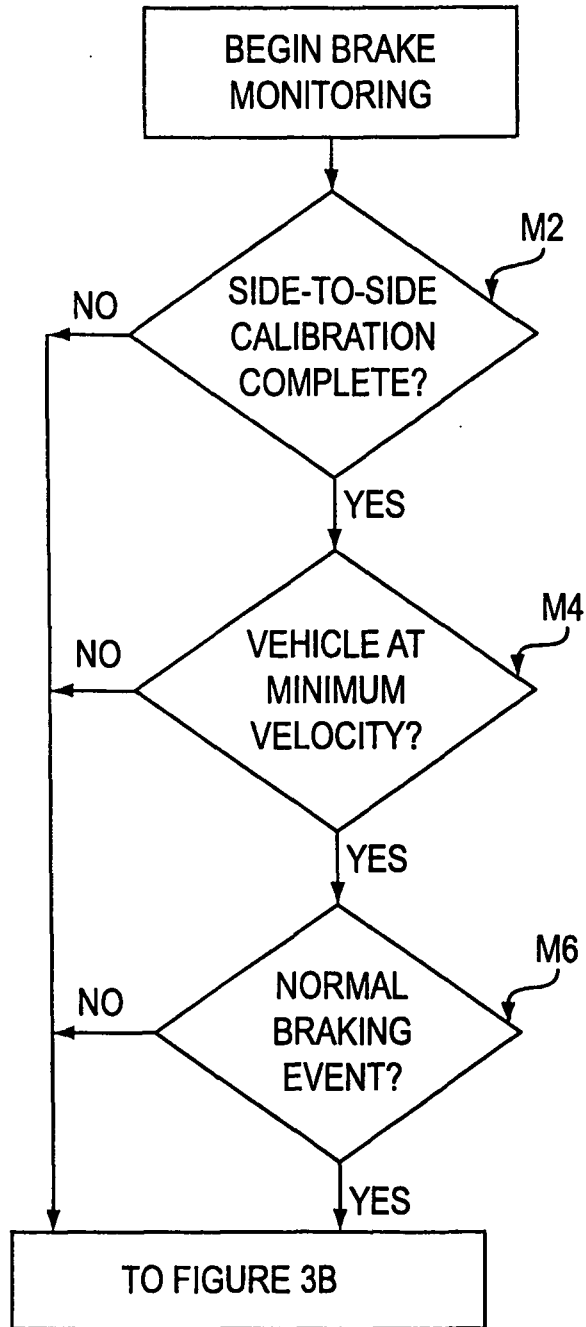 BEGIN BRAKE
MONITORING
M2
SIDE-TO-SIDE
CALIBRATION
COMPLETE?
NO
YES
M4
VEHICLE AT
MINIMUM
VELOCITY?
NO
YES
M6
NORMAL
BRAKING
EVENT?
NO
YES
TO FIGURE 3B